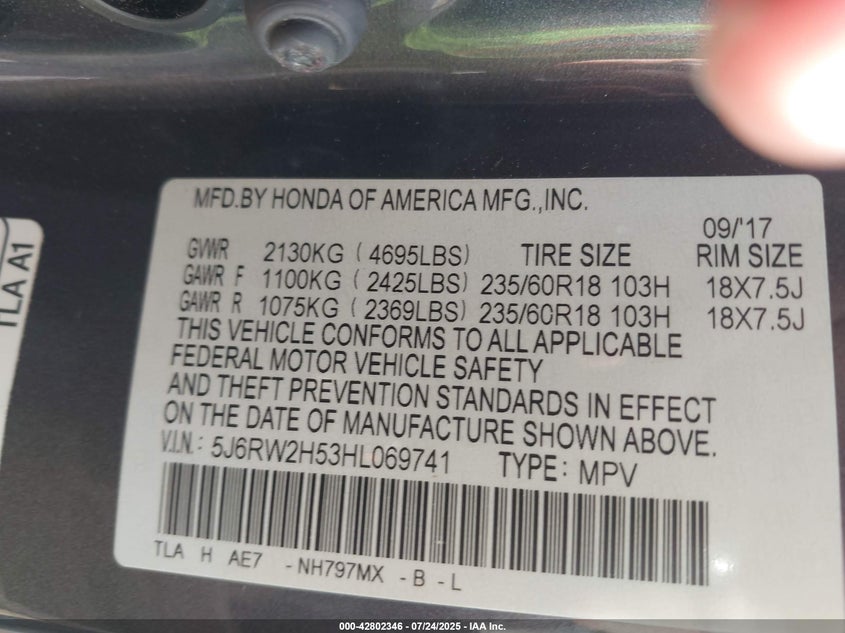 MFD.BY HONDA OF AMERICA MFG.,INC.
09/'17
GVWR 2130KG ( 4695LBS) TIRE SIZE RIM SIZE
GAWR F 1100KG ( 2425LBS) 235/60R18 103H 18X7.5J
GAWR R 1075KG ( 2369LBS) 235/60R18 103H 18X7.5J
THIS VEHICLE CONFORMS TO ALL APPLICABLE
FEDERAL MOTOR VEHICLE SAFETY
AND THEFT PREVENTION STANDARDS IN EFFECT
ON THE DATE OF MANUFACTURE SHOWN ABOVE.
V.I.N.: 5J6RW2H53HL069741 TYPE: MPV
TLA H AE7 -NH797MX -B -L
TLA A1
000-42802346 - 07/24/2025 - IAA Inc.